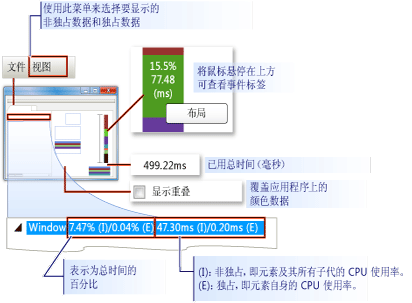 使用此菜单来选择要显示的
非独占数据和独占数据
文件 视图
15.5%
77.48
(ms)
布局
将鼠标悬停在上方
可查看事件标签
499.22ms
已用总时间(毫秒)
显示重叠
覆盖应用程序上的
颜色数据
Window 7.47% (I)/0.04% (E) 47.30ms (I)/0.20ms (E)
表示为总时间的
百分比
(I): 非独占, 即元素及其所有子代的 CPU 使用率。
(E): 独占, 即元素自身的 CPU 使用率。